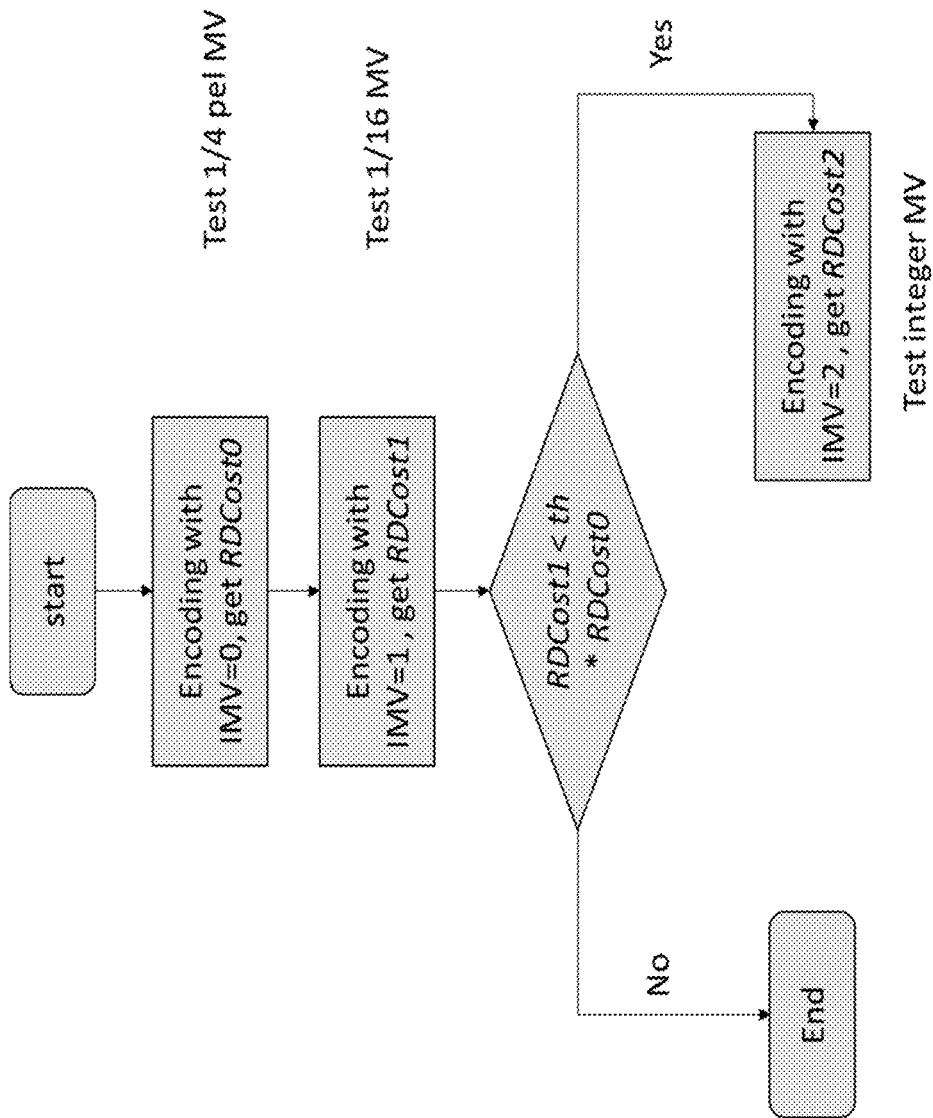 start
Encoding with
IMV=0, get RDCost0
Test 1/4 pel MV
Encoding with
IMV=1 , get RDCost1
Test 1/16 MV
RDCost1 < th
* RDCost0
No
Yes
End
Encoding with
IMV=2 , get RDCost2
Test integer MV